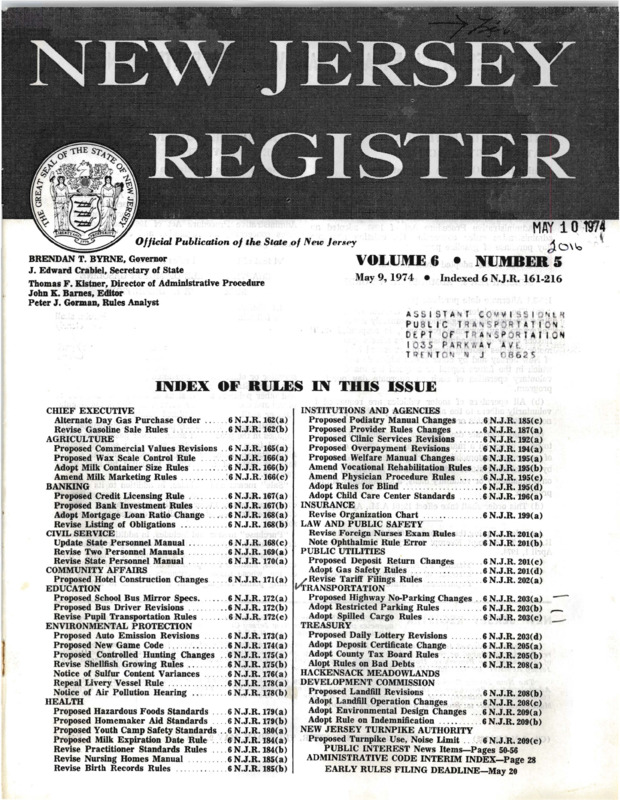 NEW JERSEY
REGISTER
THE GREAT SEAL OF THE STATE OF NEW JERSEY
MAY 10 1974
2016
Official Publication of the State of New Jersey
BRENDAN T. BYRNE, Governor
J. Edward Crabiel, Secretary of State
Thomas F. Kistner, Director of Administrative Procedure
John K. Barnes, Editor
Peter J. Gorman, Rules Analyst
VOLUME 6 • NUMBER 5
May 9, 1974 • Indexed 6 N.J.R. 161-216
ASSISTANT COMMISSIONER
PUBLIC TRANSPORTATION.
DEPT OF TRANSPORTATION
1035 PARKWAY AVE
TRENTON N J 08625
INDEX OF RULES IN THIS ISSUE
CHIEF EXECUTIVE
Alternate Day Gas Purchase Order ..... 6 N.J.R. 162(a)
Revise Gasoline Sale Rules ..... 6 N.J.R. 162(b)
AGRICULTURE
Proposed Commercial Values Revisions . 6 N.J.R. 165(a)
Proposed Wax Scale Control Rule ..... 6 N.J.R. 166(a)
Adopt Milk Container Size Rules ..... 6 N.J.R. 166(b)
Amend Milk Marketing Rules ..... 6 N.J.R. 166(c)
BANKING
Proposed Credit Licensing Rule ..... 6 N.J.R. 167(a)
Proposed Bank Investment Rules ..... 6 N.J.R. 167(b)
Adopt Mortgage Loan Ratio Change ... 6 N.J.R. 168(a)
Revise Listing of Obligations ..... 6 N.J.R. 168(b)
CIVIL SERVICE
Update State Personnel Manual ..... 6 N.J.R. 168(c)
Revise Two Personnel Manuals ..... 6 N.J.R. 169(a)
Revise State Personnel Manual ..... 6 N.J.R. 170(a)
COMMUNITY AFFAIRS
Proposed Hotel Construction Changes .. 6 N.J.R. 171(a)
EDUCATION
Proposed School Bus Mirror Specs. ..... 6 N.J.R. 172(a)
Proposed Bus Driver Revisions ..... 6 N.J.R. 172(b)
Revise Pupil Transportation Rules ..... 6 N.J.R. 172(c)
ENVIRONMENTAL PROTECTION
Proposed Auto Emission Revisions ..... 6 N.J.R. 173(a)
Proposed New Game Code ..... 6 N.J.R. 174(a)
Proposed Controlled Hunting Changes .. 6 N.J.R. 175(a)
Revise Shellfish Growing Rules ..... 6 N.J.R. 175(b)
Notice of Sulfur Content Variances ..... 6 N.J.R. 176(a)
Repeal Livery Vessel Rule ..... 6 N.J.R. 178(a)
Notice of Air Pollution Hearing ..... 6 N.J.R. 178(b)
HEALTH
Proposed Hazardous Foods Standards ... 6 N.J.R. 179(a)
Proposed Homemaker Aid Standards ... 6 N.J.R. 179(b)
Proposed Youth Camp Safety Standards . 6 N.J.R. 180(a)
Proposed Milk Expiration Date Rule .... 6 N.J.R. 184(a)
Revise Practitioner Standards Rules .... 6 N.J.R. 184(b)
Revise Nursing Homes Manual ..... 6 N.J.R. 185(a)
Revise Birth Records Rules ..... 6 N.J.R. 185(b)
INSTITUTIONS AND AGENCIES
Proposed Podiatry Manual Changes ..... 6 N.J.R. 185(c)
Proposed Provider Rules Changes ..... 6 N.J.R. 187(a)
Proposed Clinic Services Revisions ..... 6 N.J.R. 192(a)
Proposed Overpayment Revisions ..... 6 N.J.R. 194(a)
Proposed Welfare Manual Changes .... 6 N.J.R. 195(a)
Amend Vocational Rehabilitation Rules .. 6 N.J.R. 195(b)
Amend Physician Procedure Rules .... 6 N.J.R. 195(c)
Adopt Rules for Blind ..... 6 N.J.R. 195(d)
Adopt Child Care Center Standards .... 6 N.J.R. 196(a)
INSURANCE
Revise Organization Chart ..... 6 N.J.R. 199(a)
LAW AND PUBLIC SAFETY
Revise Foreign Nurses Exam Rules .... 6 N.J.R. 201(a)
Note Ophthalmic Rule Error ..... 6 N.J.R. 201(b)
PUBLIC UTILITIES
Proposed Deposit Return Changes ..... 6 N.J.R. 201(c)
Adopt Gas Safety Rules ..... 6 N.J.R. 201(d)
Revise Tariff Filings Rules ..... 6 N.J.R. 202(a)
TRANSPORTATION
Proposed Highway No-Parking Changes . 6 N.J.R. 203(a)
Adopt Restricted Parking Rules ..... 6 N.J.R. 203(b)
Adopt Spilled Cargo Rules ..... 6 N.J.R. 203(c)
TREASURY
Proposed Daily Lottery Revisions ..... 6 N.J.R. 203(d)
Adopt Deposit Certificate Change ..... 6 N.J.R. 205(a)
Adopt County Tax Board Rules ..... 6 N.J.R. 205(b)
Alopt Rules on Bad Debts ..... 6 N.J.R. 208(a)
HACKENSACK MEADOWLANDS
DEVELOPMENT COMMISSION
Proposed Landfill Revisions ..... 6 N.J.R. 208(b)
Adopt Landfill Operation Changes ..... 6 N.J.R. 208(c)
Adopt Environmental Design Changes .. 6 N.J.R. 209(a)
Adopt Rule on Indemnification ..... 6 N.J.R. 209(b)
NEW JERSEY TURNPIKE AUTHORITY
Proposed Turnpike Use, Noise Limit .. 6 N.J.R. 209(c)
PUBLIC INTEREST News Items—Pages 50-56
ADMINISTRATIVE CODE INTERIM INDEX—Page 28
EARLY RULES FILING DEADLINE—May 20